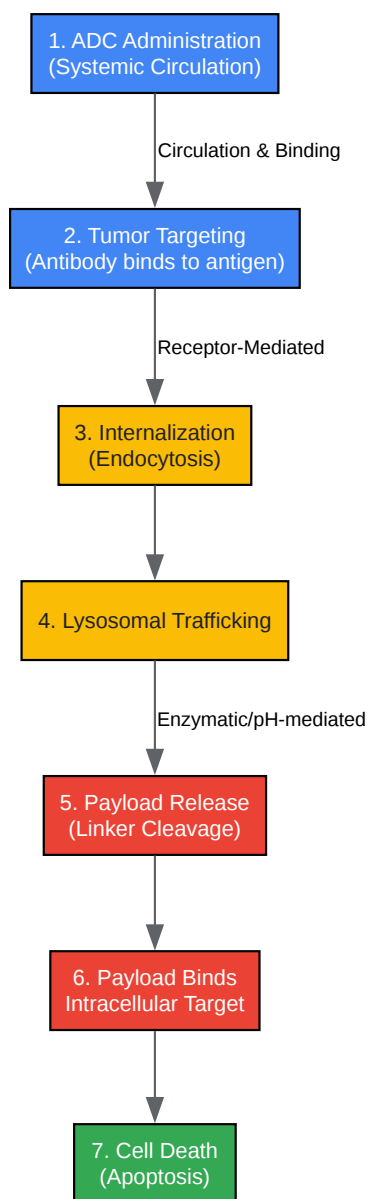 1. ADC Administration
(Systemic Circulation)
Circulation & Binding
2. Tumor Targeting
(Antibody binds to antigen)
Receptor-Mediated
3. Internalization
(Endocytosis)
4. Lysosomal Trafficking
Enzymatic/pH-mediated
5. Payload Release
(Linker Cleavage)
6. Payload Binds
Intracellular Target
7. Cell Death
(Apoptosis)